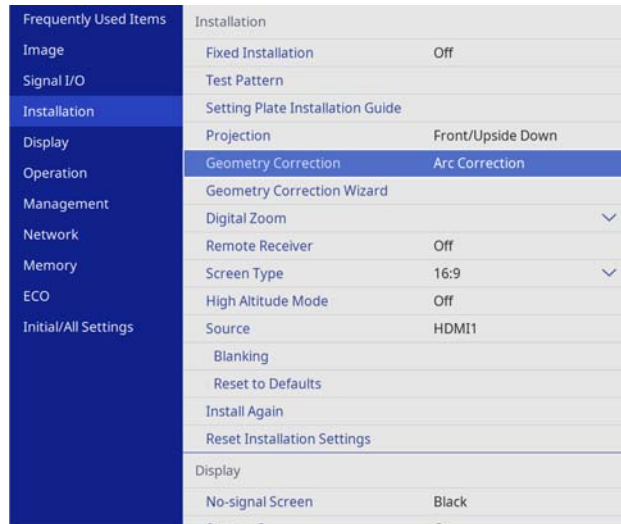 Frequently Used Items
Image
Signal I/O
Installation
Display
Operation
Management
Network
Memory
ECO
Initial/All Settings
Installation
Fixed Installation Off
Test Pattern
Setting Plate Installation Guide
Projection Front/Upside Down
Geometry Correction Arc Correction
Geometry Correction Wizard
Digital Zoom
Remote Receiver Off
Screen Type 16:9
High Altitude Mode Off
Source HDMI1
Blanking
Reset to Defaults
Install Again
Reset Installation Settings
Display
No-signal Screen Black